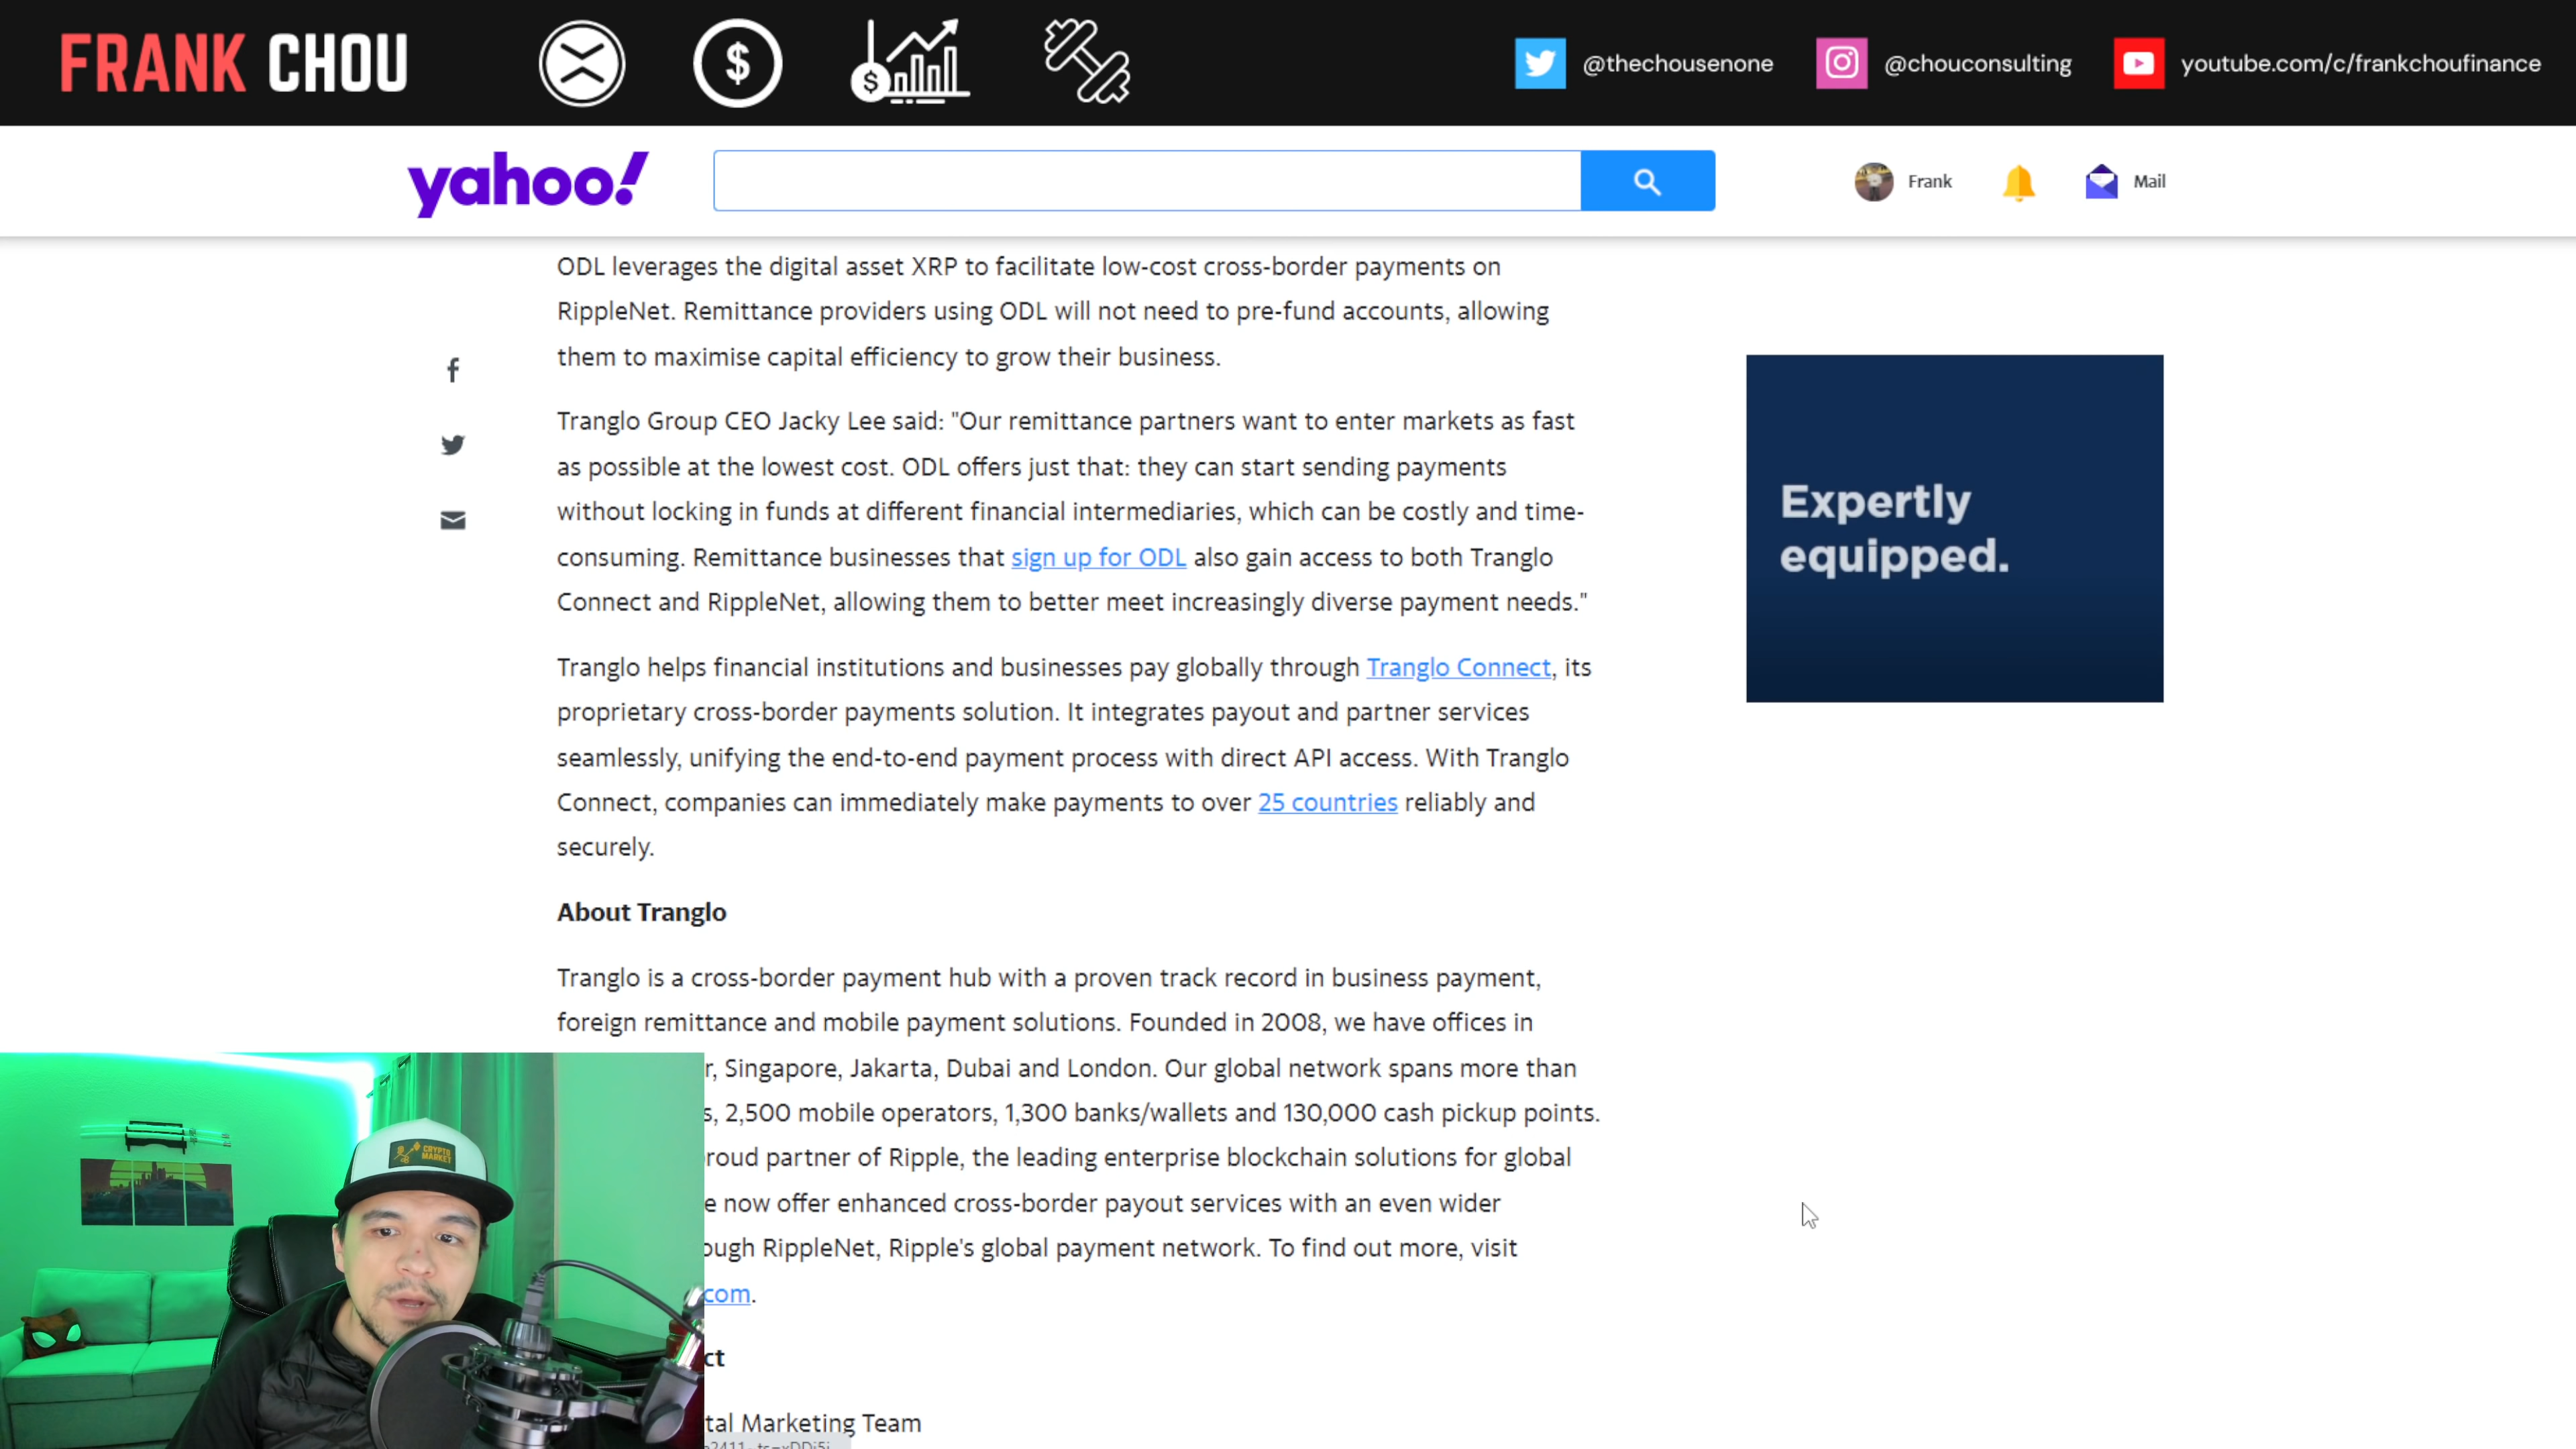 FRANK CHOU
@thechousenone
@chouconsulting
youtube.com/c/frankchoufinance
yahoo!
Frank
Mail
ODL leverages the digital asset XRP to facilitate low-cost cross-border payments on
RippleNet. Remittance providers using ODL will not need to pre-fund accounts, allowing
them to maximise capital efficiency to grow their business.
Tranglo Group CEO Jacky Lee said: "Our remittance partners want to enter markets as fast
as possible at the lowest cost. ODL offers just that: they can start sending payments
without locking in funds at different financial intermediaries, which can be costly and time-
consuming. Remittance businesses that sign up for ODL also gain access to both Tranglo
Connect and RippleNet, allowing them to better meet increasingly diverse payment needs."
Tranglo helps financial institutions and businesses pay globally through Tranglo Connect, its
proprietary cross-border payments solution. It integrates payout and partner services
seamlessly, unifying the end-to-end payment process with direct API access. With Tranglo
Connect, companies can immediately make payments to over 25 countries reliably and
securely.
Expertly
equipped.
About Tranglo
Tranglo is a cross-border payment hub with a proven track record in business payment,
foreign remittance and mobile payment solutions. Founded in 2008, we have offices in
r, Singapore, Jakarta, Dubai and London. Our global network spans more than
s, 2,500 mobile operators, 1,300 banks/wallets and 130,000 cash pickup points.
roud partner of Ripple, the leading enterprise blockchain solutions for global
e now offer enhanced cross-border payout services with an even wider
ough RippleNet, Ripple's global payment network. To find out more, visit
com.
ct
tal Marketing Team
CRYPTO
MARKET